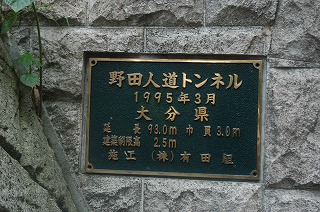 野田人道トンネル
1995年3月
大分県
延 長 93.0m 巾 員 3.0m
建築制限高 2.5m
施工 (株) 有田組